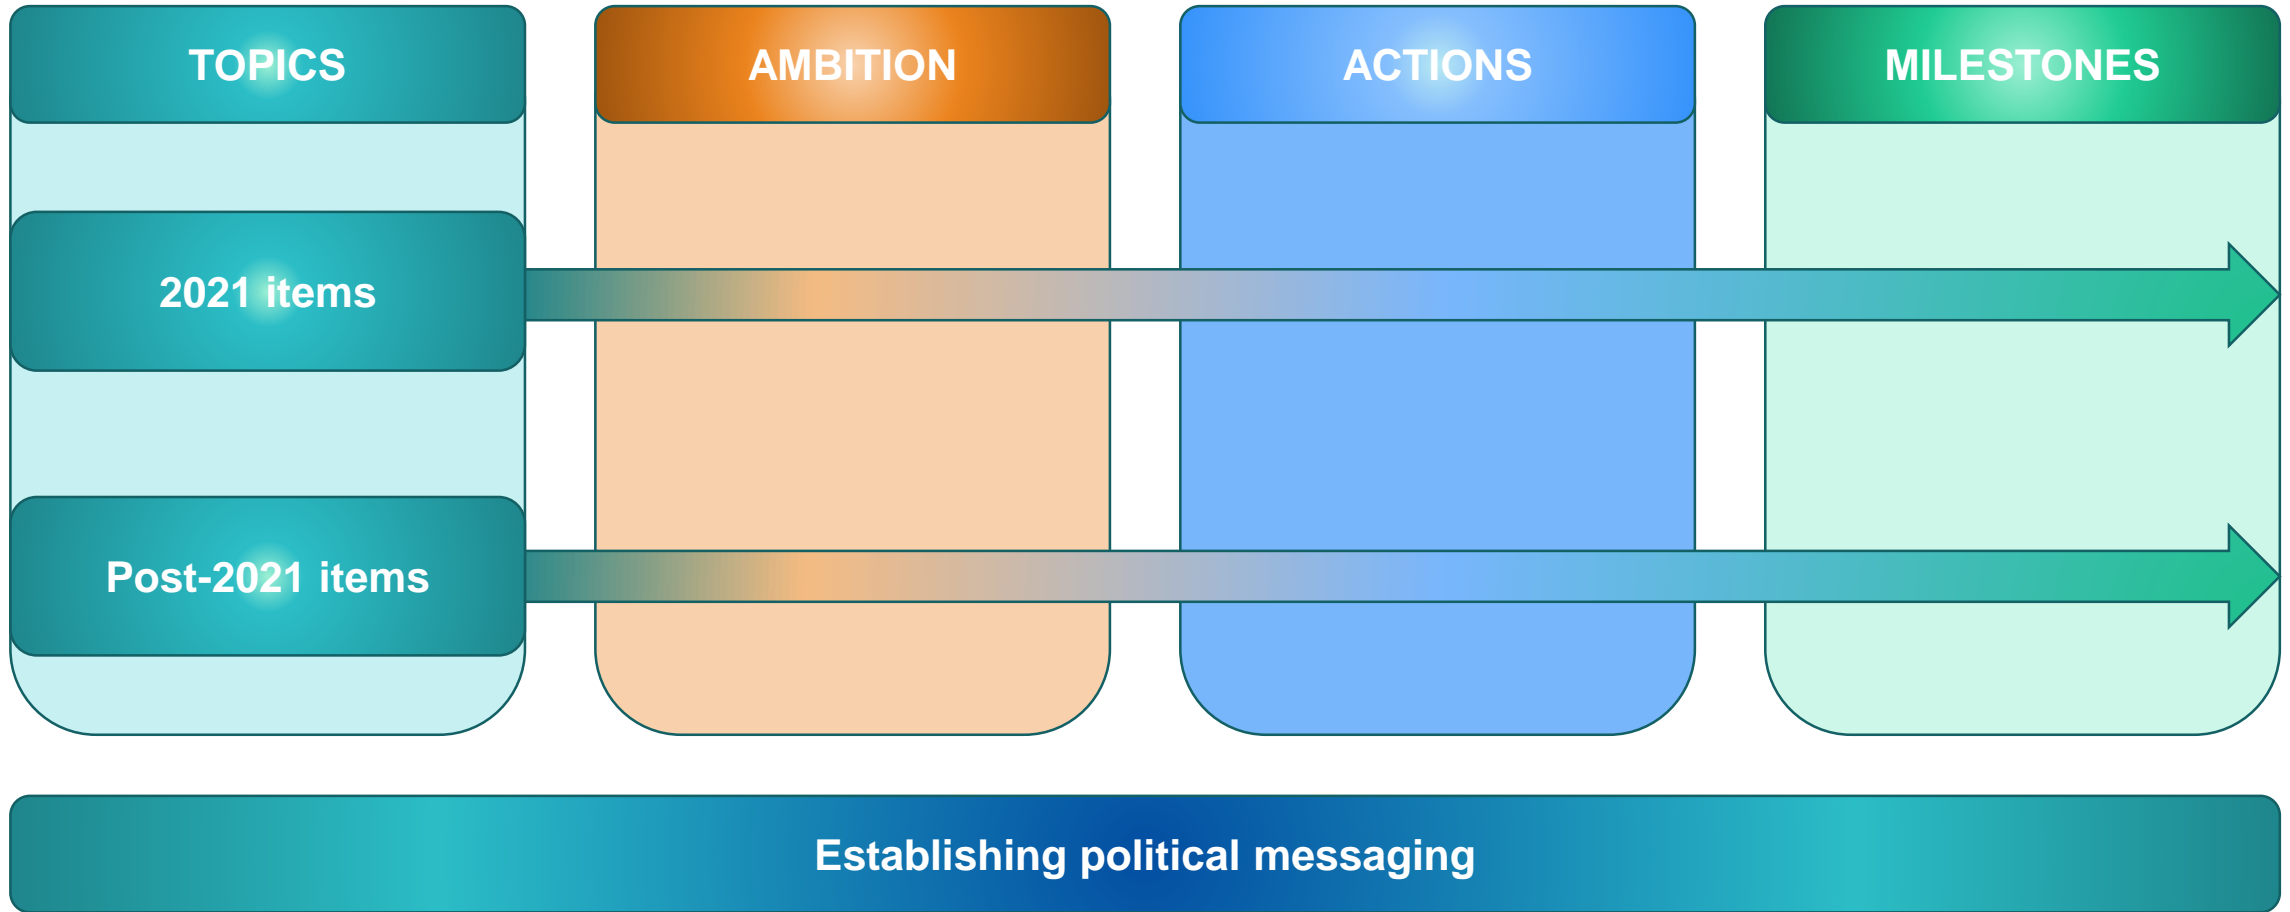 TOPICS
AMBITION
ACTIONS
MILESTONES
2021 items
Post-2021 items
Establishing political messaging